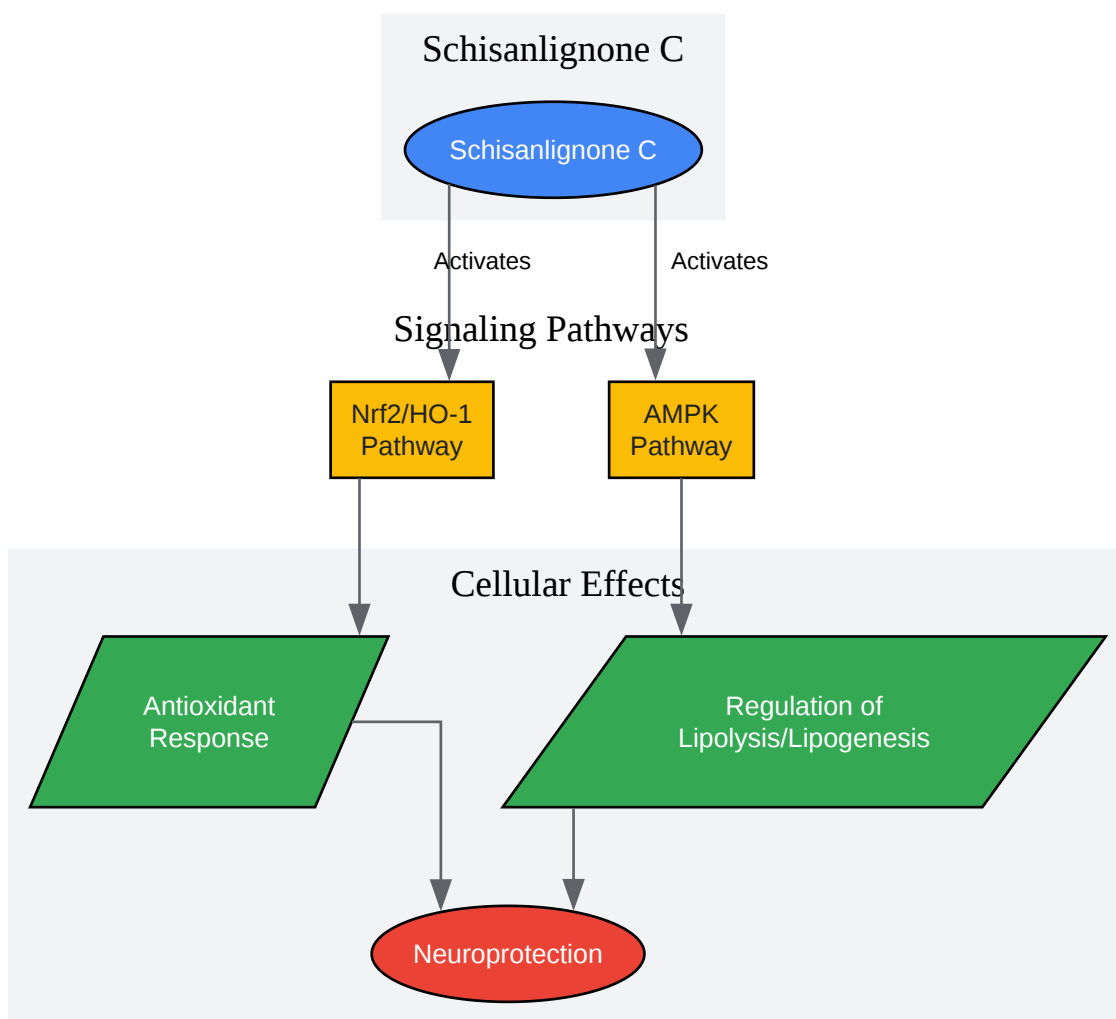 Schisanlignone C
Schisanlignone C
Activates
Activates
Signaling Pathways
Nrf2/HO-1
Pathway
AMPK
Pathway
Cellular Effects
Antioxidant
Response
Regulation of
Lipolysis/Lipogenesis
Neuroprotection